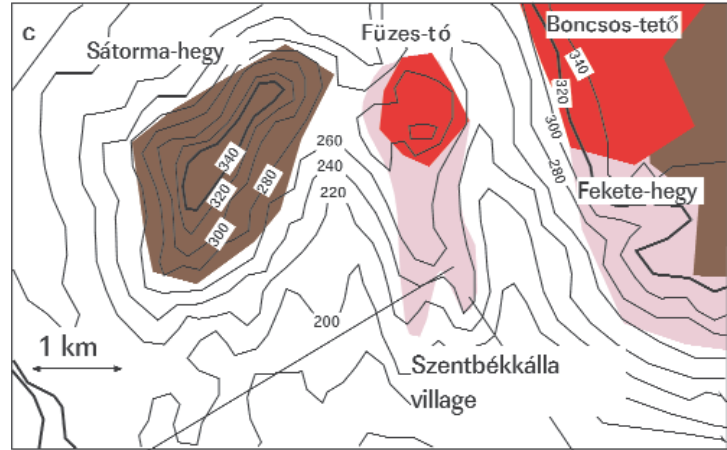 C
Sátorma-hegy
Füzes-tó
Boncsos-tető
340
320
300
280
260
240
220
340
320
300
280
Fekete-hegy
200
1 km
Szentbékkálla
village